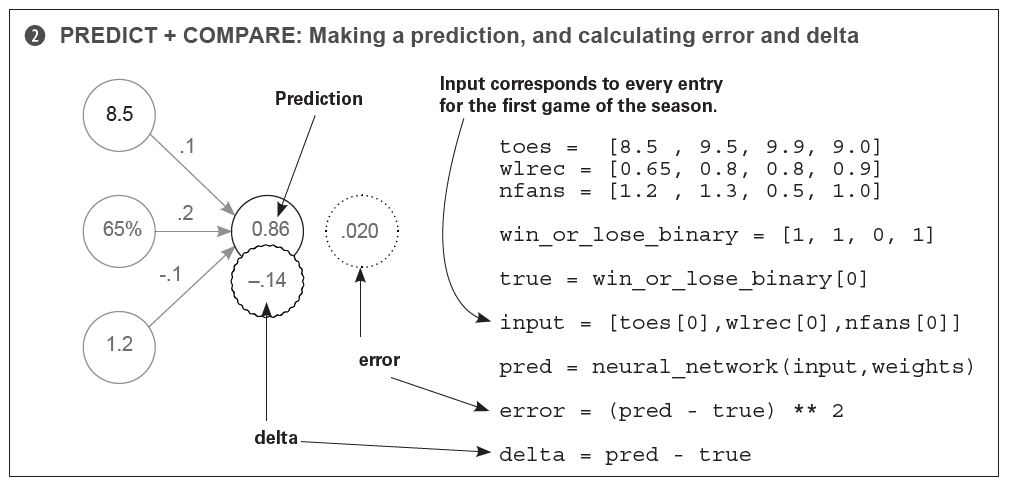 2 PREDICT + COMPARE: Making a prediction, and calculating error and delta
8.5
.1
65%
.2
1.2
-.1
Prediction
0.86
–.14
.020
error
delta
Input corresponds to every entry
for the first game of the season.
toes =  [8.5 , 9.5, 9.9, 9.0]
wlrec = [0.65, 0.8, 0.8, 0.9]
nfans = [1.2 , 1.3, 0.5, 1.0]
win_or_lose_binary = [1, 1, 0, 1]
true = win_or_lose_binary[0]
input = [toes[0],wlrec[0],nfans[0]]
pred = neural_network(input,weights)
error = (pred - true) ** 2
delta = pred - true